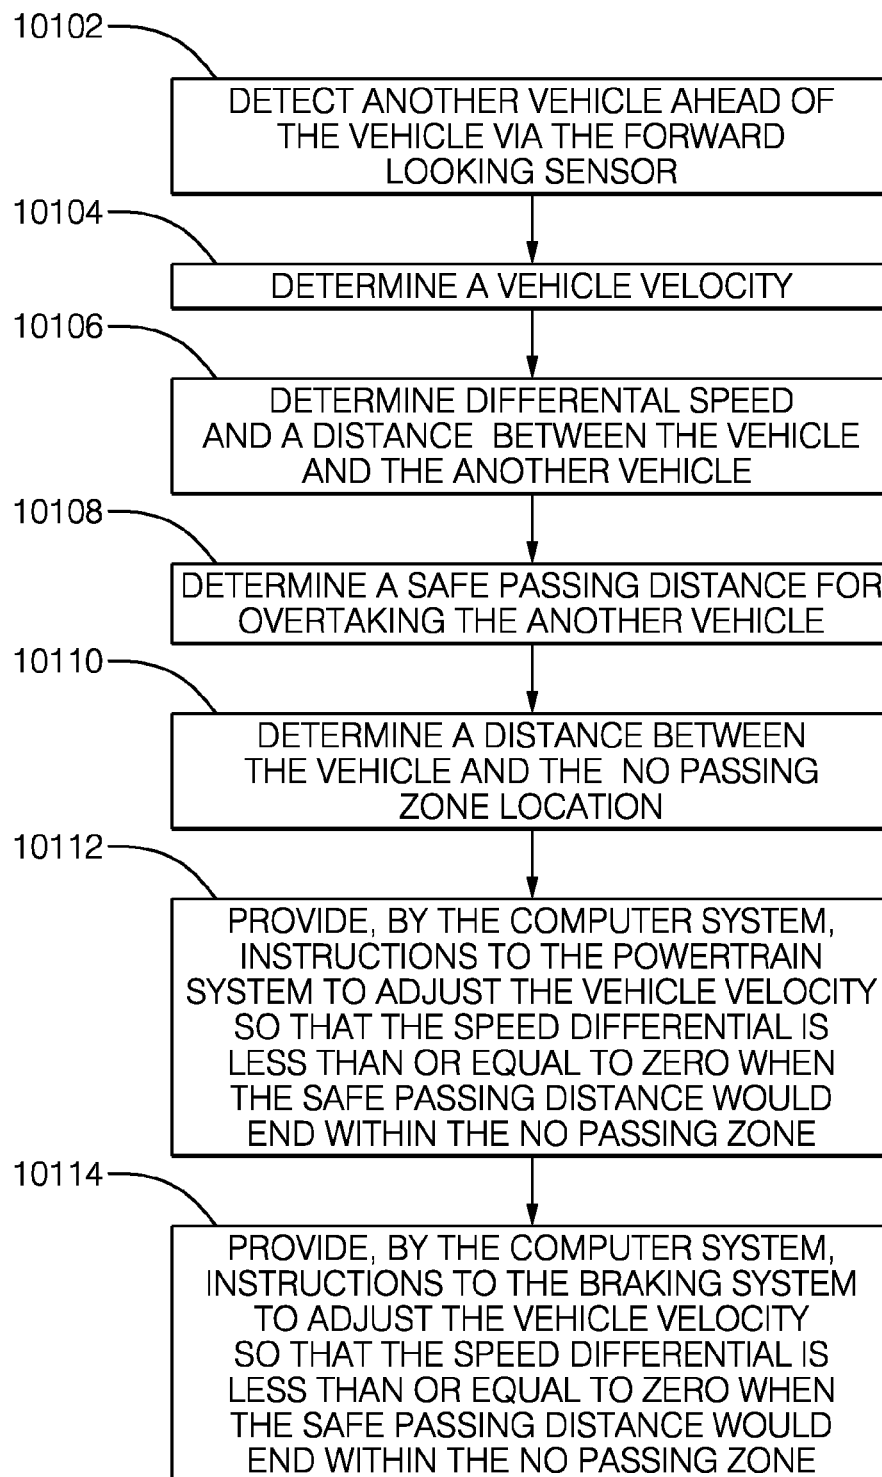 10102
DETECT ANOTHER VEHICLE AHEAD OF
THE VEHICLE VIA THE FORWARD
LOOKING SENSOR
10104
DETERMINE A VEHICLE VELOCITY
10106
DETERMINE DIFFERENTAL SPEED
AND A DISTANCE BETWEEN THE VEHICLE
AND THE ANOTHER VEHICLE
10108
DETERMINE A SAFE PASSING DISTANCE FOR
OVERTAKING THE ANOTHER VEHICLE
10110
DETERMINE A DISTANCE BETWEEN
THE VEHICLE AND THE NO PASSING
ZONE LOCATION
10112
PROVIDE, BY THE COMPUTER SYSTEM,
INSTRUCTIONS TO THE POWERTRAIN
SYSTEM TO ADJUST THE VEHICLE VELOCITY
SO THAT THE SPEED DIFFERENTIAL IS
LESS THAN OR EQUAL TO ZERO WHEN
THE SAFE PASSING DISTANCE WOULD
END WITHIN THE NO PASSING ZONE
10114
PROVIDE, BY THE COMPUTER SYSTEM,
INSTRUCTIONS TO THE BRAKING SYSTEM
TO ADJUST THE VEHICLE VELOCITY
SO THAT THE SPEED DIFFERENTIAL IS
LESS THAN OR EQUAL TO ZERO WHEN
THE SAFE PASSING DISTANCE WOULD
END WITHIN THE NO PASSING ZONE